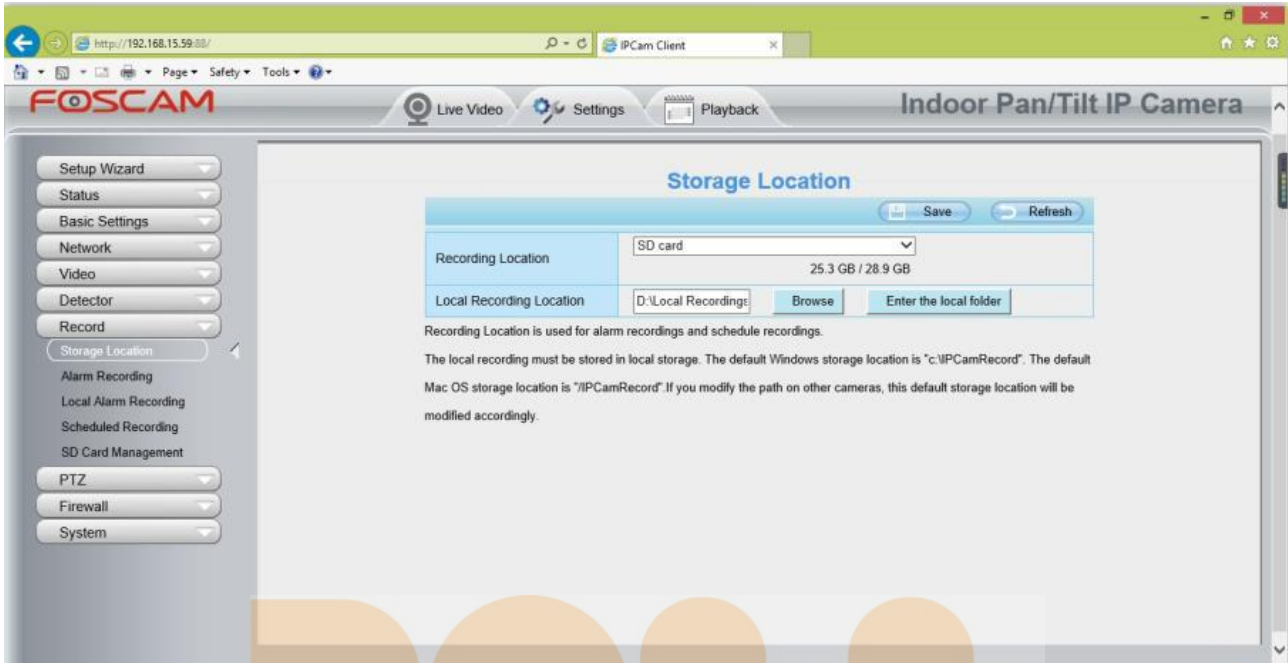 http://192.168.15.59:88/
IPCam Client
Page Safety Tools
FOSCAM
Live Video
Settings
Playback
Indoor Pan/Tilt IP Camera
Setup Wizard
Status
Basic Settings
Network
Video
Detector
Record
Storage Location
Alarm Recording
Local Alarm Recording
Scheduled Recording
SD Card Management
PTZ
Firewall
System
Storage Location
Save Refresh
Recording Location
SD card
25.3 GB / 28.9 GB
Local Recording Location
D:\Local Recordings
Browse
Enter the local folder
Recording Location is used for alarm recordings and schedule recordings.
The local recording must be stored in local storage. The default Windows storage location is "c:\IPCamRecord". The default
Mac OS storage location is "/IPCamRecord".If you modify the path on other cameras, this default storage location will be
modified accordingly.